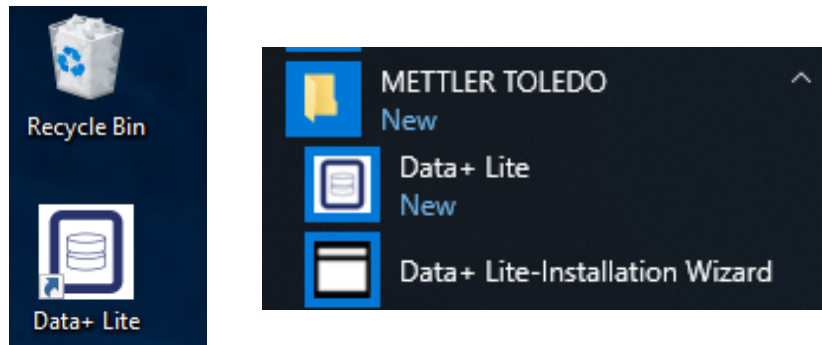 Recycle Bin
Data+ Lite
METTLER TOLEDO
New
Data+ Lite
New
Data+ Lite-Installation Wizard